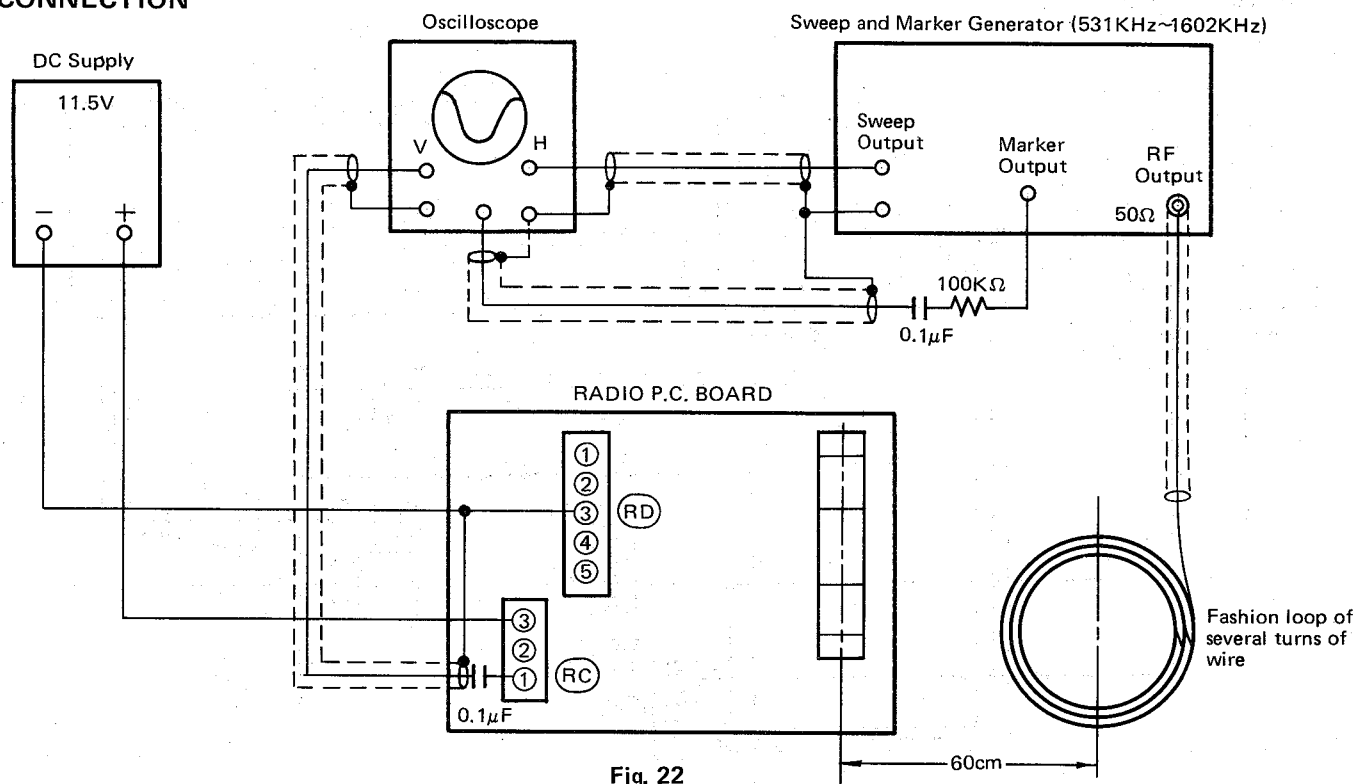 CONNECTION
Oscilloscope
Sweep and Marker Generator (531KHz~1602KHz)
DC Supply
11.5V
−
+
V
H
Sweep
Output
Marker
Output
RF
Output
50Ω
100KΩ
0.1μF
RADIO P.C. BOARD
①
②
③
④
⑤
RD
③
②
①
RC
0.1μF
Fashion loop of
several turns of
wire
60cm
Fig. 22